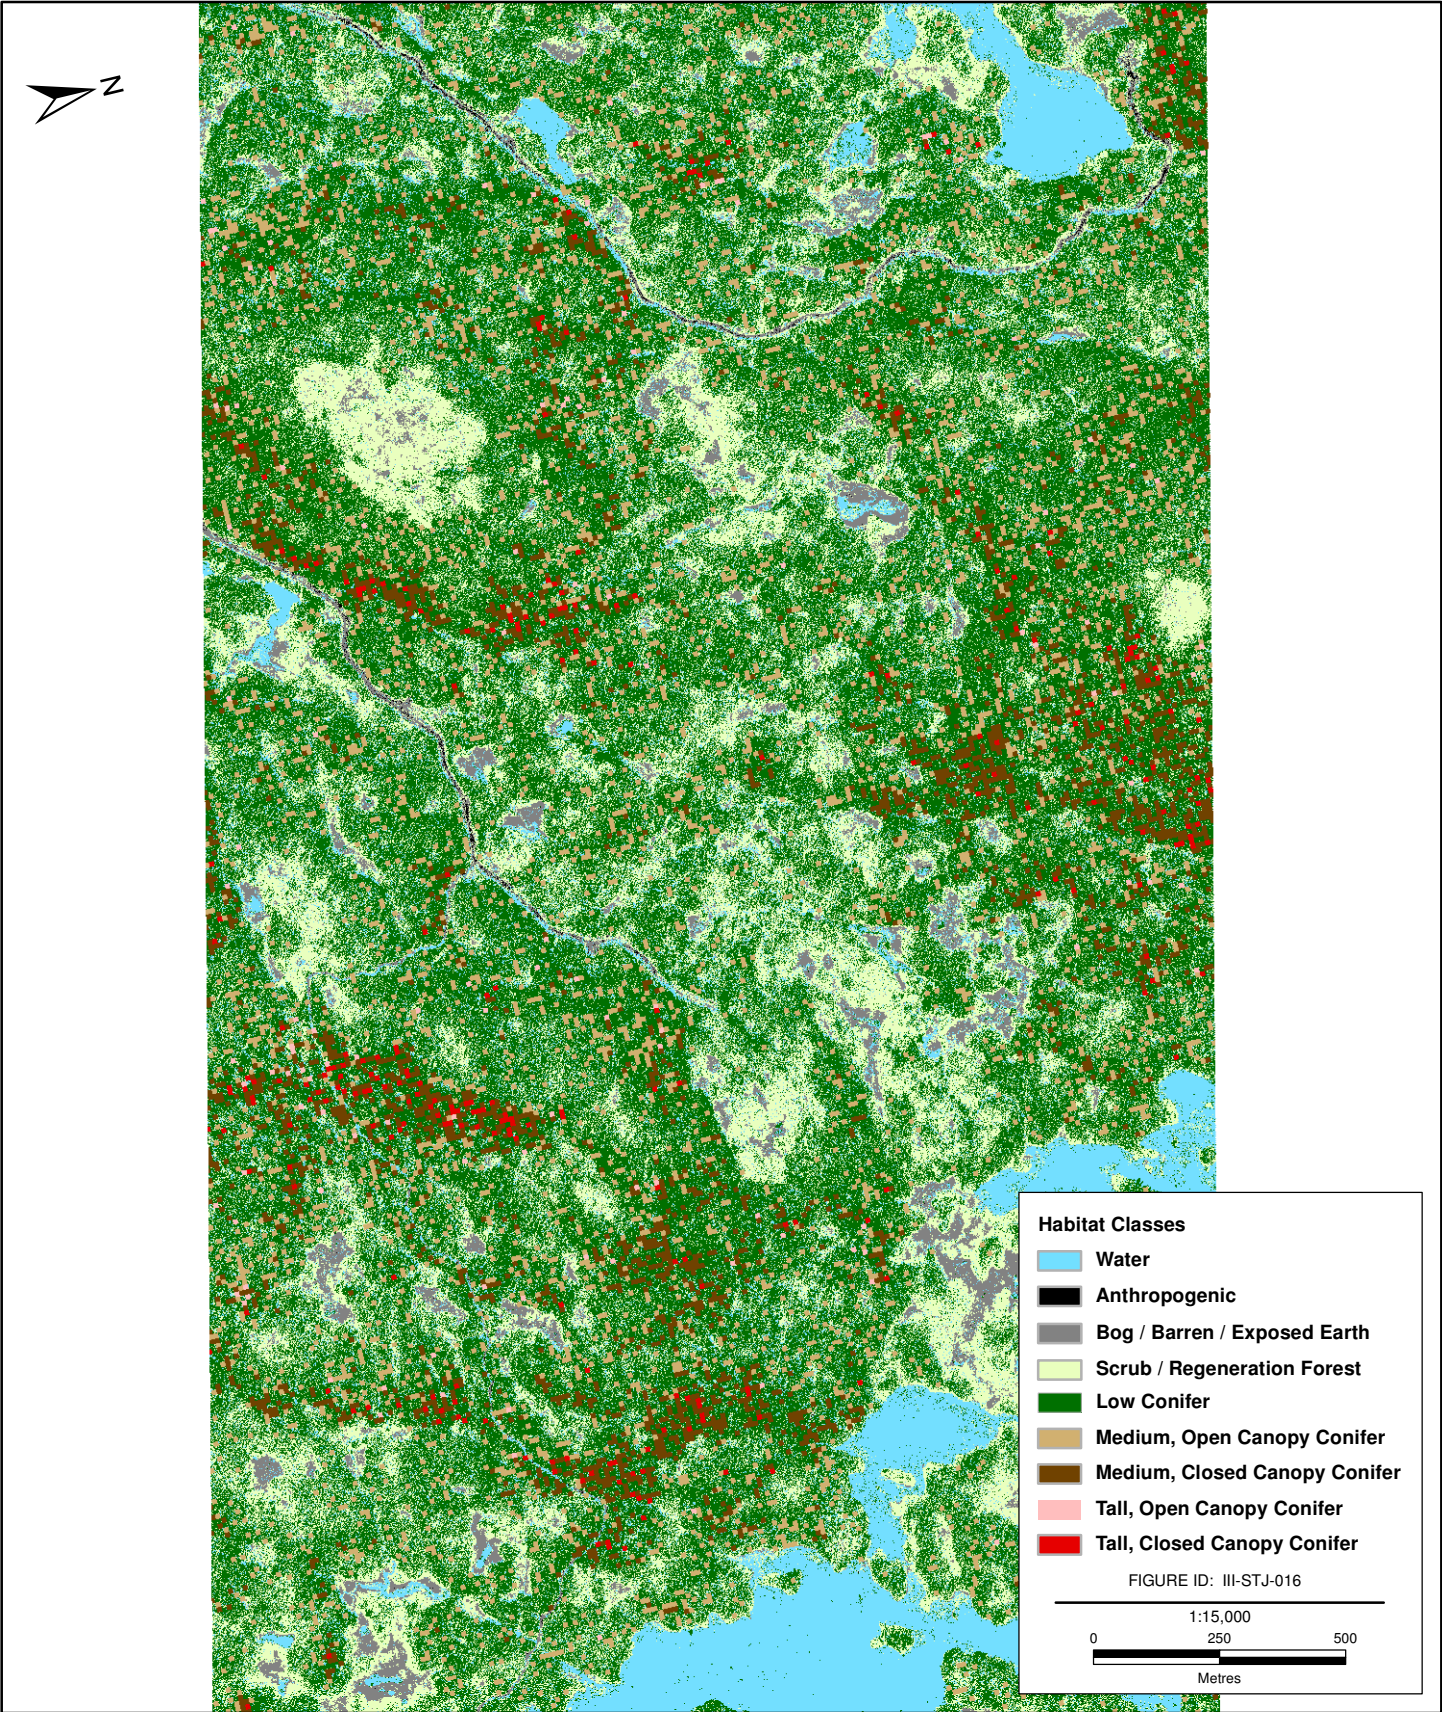 N
Habitat Classes
Water
Anthropogenic
Bog / Barren / Exposed Earth
Scrub / Regeneration Forest
Low Conifer
Medium, Open Canopy Conifer
Medium, Closed Canopy Conifer
Tall, Open Canopy Conifer
Tall, Closed Canopy Conifer
FIGURE ID: III-STJ-016
1:15,000
0 250 500
Metres